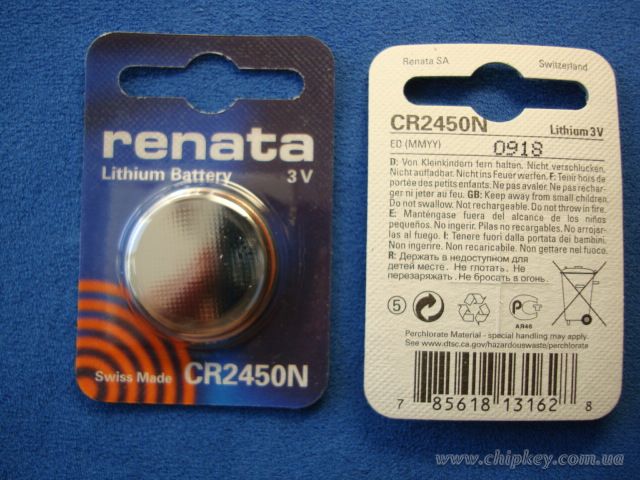 renata
Lithium Battery 3 V
Swiss Made CR2450N
Renata SA Switzerland
CR2450N Lithium 3 V
ED (MMYY) 0918
D: Von Kleinkindern fern halten. Nicht verschlucken.
Nicht aufladbar. Nicht ins Feuer werfen. F: Tenir hors de
portée des petits enfants. Ne pas avaler. Ne pas rechar-
ger ni jeter au feu. GB: Keep away from small children.
Do not swallow. Not rechargeable. Do not throw in fire.
E: Manténgase fuera del alcance de los niños
pequeños. No ingerir. Pilas no recargables. No arrojar-
las al fuego. I: Tenere fuori dalla portata dei bambini.
Non ingerire. Non ricaricabile. Non gettare nel fuoco.
R: Держать в недоступном для
детей месте. Не глотать. Не
перезаряжать. Не бросать в огонь.
5
АЯ46
Perchlorate Material - special handling may apply.
See www.dtsc.ca.gov/hazardouswaste/perchlorate
7 85618 13162 8
www.chipkey.com.ua